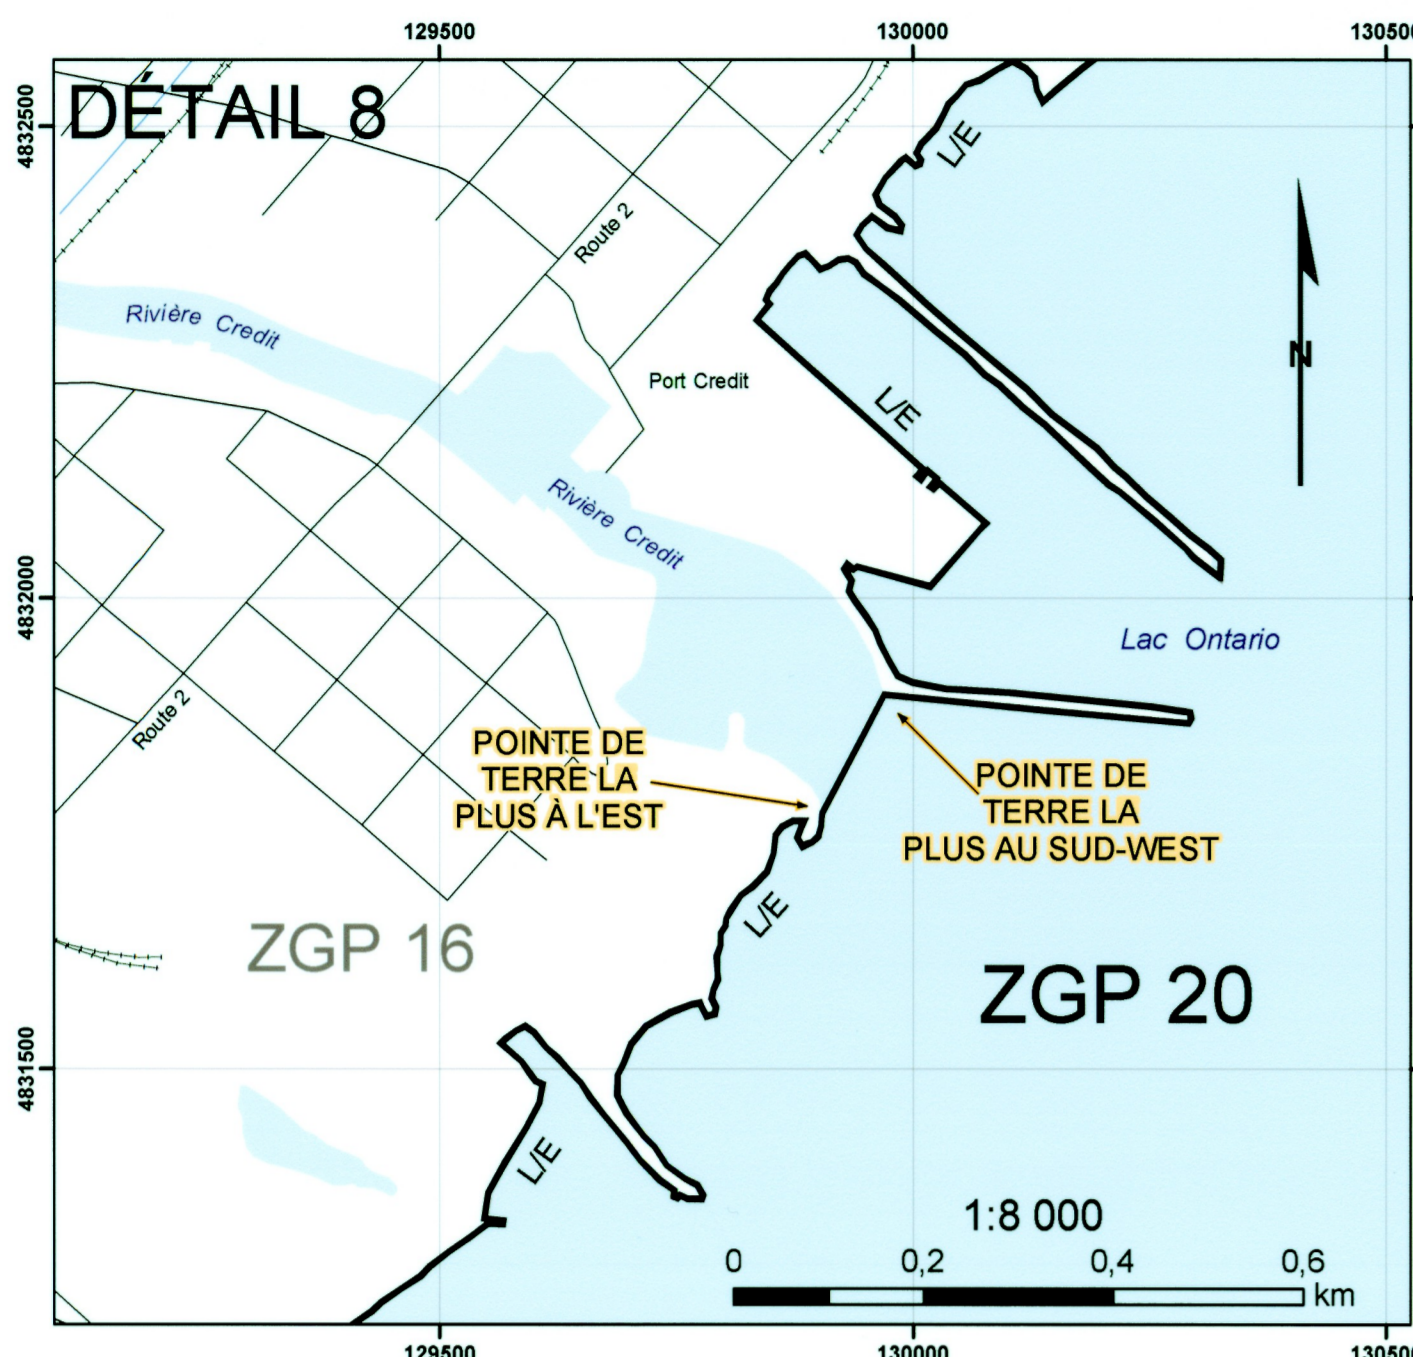 129500
130000
13050
DÉTAIL 8
4832500
L/E
Route 2
Rivière Credit
Port Credit
L/E
N
Rivière Credit
4832000
Lac Ontario
Route 2
POINTE DE
TERRE LA
PLUS À L'EST
POINTE DE
TERRE LA
PLUS AU SUD-WEST
L/E
ZGP 16
ZGP 20
4831500
L/E
1:8 000
0
0,2
0,4
0,6
km
129500
130000
13050